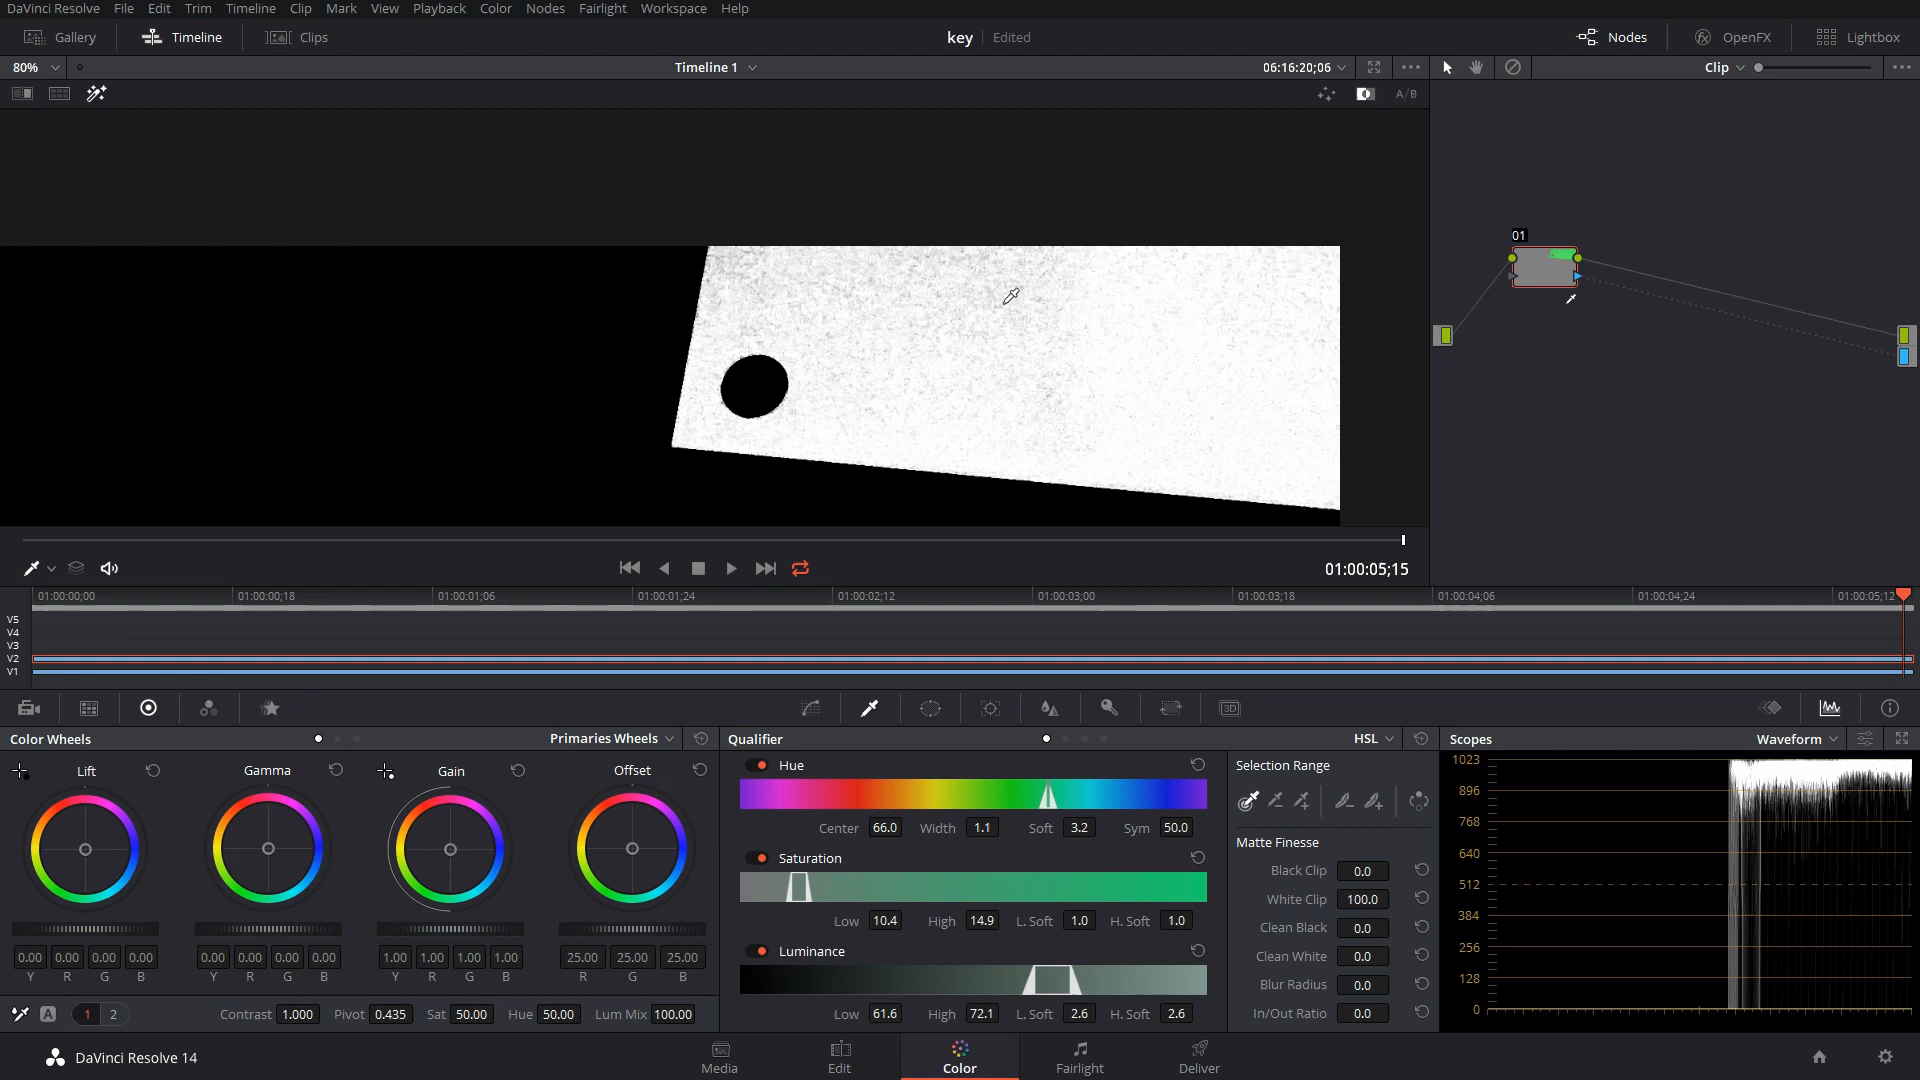 DaVinci Resolve File Edit Trim Timeline Clip Mark View Playback Color Nodes Fairlight Workspace Help
Gallery Timeline Clips key Edited Nodes OpenFX Lightbox
80% Timeline 1 06:16:20;06 Clip
A/B
01
01:00:05;15
01:00:00;00 01:00:00;18 01:00:01;06 01:00:01;24 01:00:02;12 01:00:03;00 01:00:03;18 01:00:04;06 01:00:04;24 01:00:05;12
V5
V4
V3
V2
V1
3D
Color Wheels Primaries Wheels Qualifier HSL Scopes Waveform
Lift Gamma Gain Offset
Hue
Center 66.0 Width 1.1 Soft 3.2 Sym 50.0
Saturation
Low 10.4 High 14.9 L. Soft 1.0 H. Soft 1.0
Luminance
Low 61.6 High 72.1 L. Soft 2.6 H. Soft 2.6
Selection Range
Matte Finesse
Black Clip 0.0
White Clip 100.0
Clean Black 0.0
Clean White 0.0
Blur Radius 0.0
In/Out Ratio 0.0
1023
896
768
640
512
384
256
128
0
0.00 0.00 0.00 0.00 0.00 0.00 0.00 0.00 1.00 1.00 1.00 1.00 25.00 25.00 25.00
Y R G B Y R G B Y R G B R G B
A 1 2 Contrast 1.000 Pivot 0.435 Sat 50.00 Hue 50.00 Lum Mix 100.00
DaVinci Resolve 14 Media Edit Color Fairlight Deliver